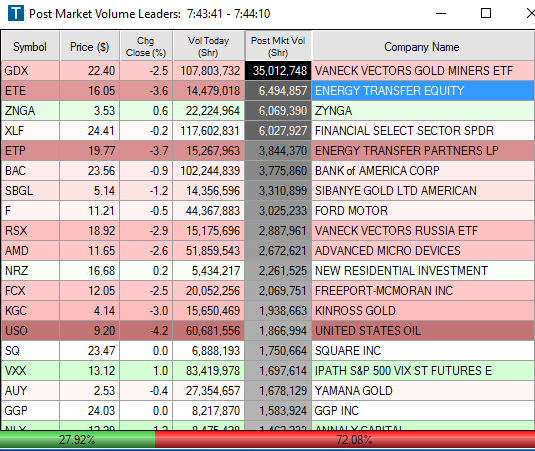 Post Market Volume Leaders: 7:43:41 - 7:44:10
Symbol Price ($) Chg Close (%) Vol Today (Shr) Post Mkt Vol (Shr) Company Name
GDX 22.40 -2.5 107,803,732 35,012,748 VANECK VECTORS GOLD MINERS ETF
ETE 16.05 -3.6 14,479,018 6,494,857 ENERGY TRANSFER EQUITY
ZNGA 3.53 0.6 22,224,964 6,069,390 ZYNGA
XLF 24.41 -0.2 117,602,831 6,027,927 FINANCIAL SELECT SECTOR SPDR
ETP 19.77 -3.7 15,267,963 3,844,370 ENERGY TRANSFER PARTNERS LP
BAC 23.56 -0.9 102,244,839 3,775,860 BANK of AMERICA CORP
SBGL 5.14 -1.2 14,356,596 3,310,899 SIBANYE GOLD LTD AMERICAN
F 11.21 -0.5 44,367,883 3,025,233 FORD MOTOR
RSX 18.92 -2.9 15,175,696 2,887,961 VANECK VECTORS RUSSIA ETF
AMD 11.65 -2.6 51,859,543 2,672,621 ADVANCED MICRO DEVICES
NRZ 16.68 0.2 5,434,217 2,261,525 NEW RESIDENTIAL INVESTMENT
FCX 12.05 -2.5 20,052,256 2,069,751 FREEPORT-MCMORAN INC
KGC 4.14 -3.0 15,650,469 1,938,663 KINROSS GOLD
USO 9.20 -4.2 60,681,556 1,866,994 UNITED STATES OIL
SQ 23.47 0.0 6,888,193 1,750,664 SQUARE INC
VXX 13.12 1.0 83,419,978 1,697,614 IPATH S&P 500 VIX ST FUTURES E
AUY 2.53 -0.4 27,354,657 1,678,129 YAMANA GOLD
GGP 24.03 0.0 8,217,870 1,583,924 GGP INC
27.92% 72.08%